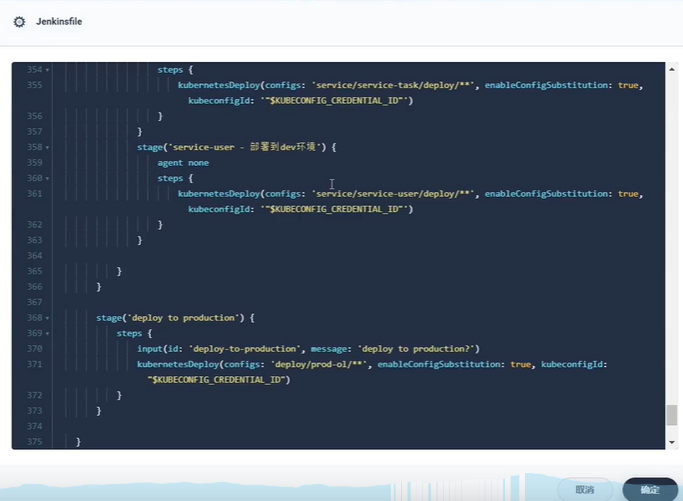 Jenkinsfile
354 steps {
355 kubernetesDeploy(configs: 'service/service-task/deploy/**', enableConfigSubstitution: true,
kubeconfigId: '"$KUBECONFIG_CREDENTIAL_ID"')
356 }
357 }
358 stage('service-user - 部署到dev环境') {
359 agent none
360 steps {
361 kubernetesDeploy(configs: 'service/service-user/deploy/**', enableConfigSubstitution: true,
kubeconfigId: '"$KUBECONFIG_CREDENTIAL_ID"')
362 }
363 }
364
365 }
366 }
367
368 stage('deploy to production') {
369 steps {
370 input(id: 'deploy-to-production', message: 'deploy to production?')
371 kubernetesDeploy(configs: 'deploy/prod-ol/**', enableConfigSubstitution: true, kubeconfigId:
"$KUBECONFIG_CREDENTIAL_ID")
372 }
373 }
374
375 }
取消 确定